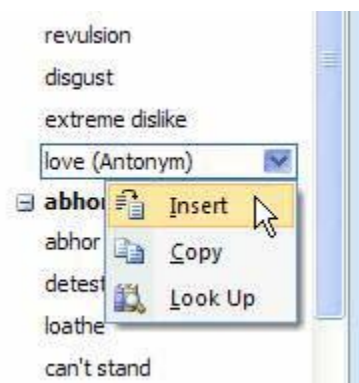 revulsion
disgust
extreme dislike
love (Antonym)
Insert
abhor
Copy
detest
Look Up
loathe
can't stand